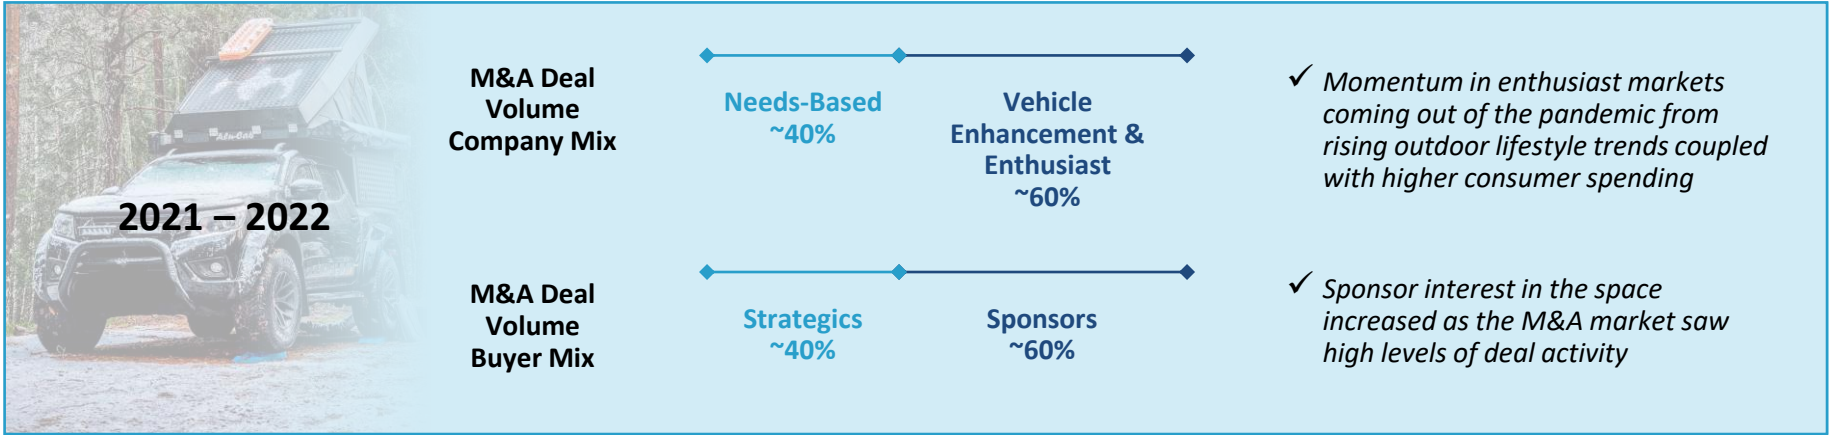 2021 – 2022
M&A Deal
Volume
Company Mix
Needs-Based
~40%
Vehicle
Enhancement &
Enthusiast
~60%
✓ Momentum in enthusiast markets
coming out of the pandemic from
rising outdoor lifestyle trends coupled
with higher consumer spending
M&A Deal
Volume
Buyer Mix
Strategics
~40%
Sponsors
~60%
✓ Sponsor interest in the space
increased as the M&A market saw
high levels of deal activity
Alu-Cab